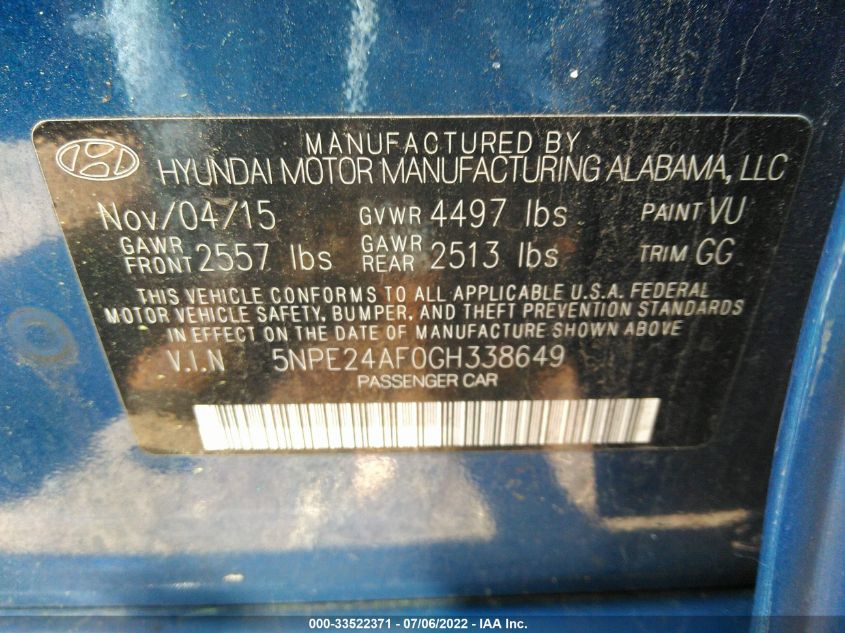 MANUFACTURED BY
HYUNDAI MOTOR MANUFACTURING ALABAMA, LLC
Nov/04/15 GVWR 4497 lbs PAINT VU
GAWR FRONT 2557 lbs GAWR REAR 2513 lbs TRIM GG
THIS VEHICLE CONFORMS TO ALL APPLICABLE U.S.A. FEDERAL
MOTOR VEHICLE SAFETY, BUMPER, AND THEFT PREVENTION STANDARDS
IN EFFECT ON THE DATE OF MANUFACTURE SHOWN ABOVE.
V.I.N 5NPE24AF0GH338649
PASSENGER CAR
000-33522371 - 07/06/2022 - IAA Inc.